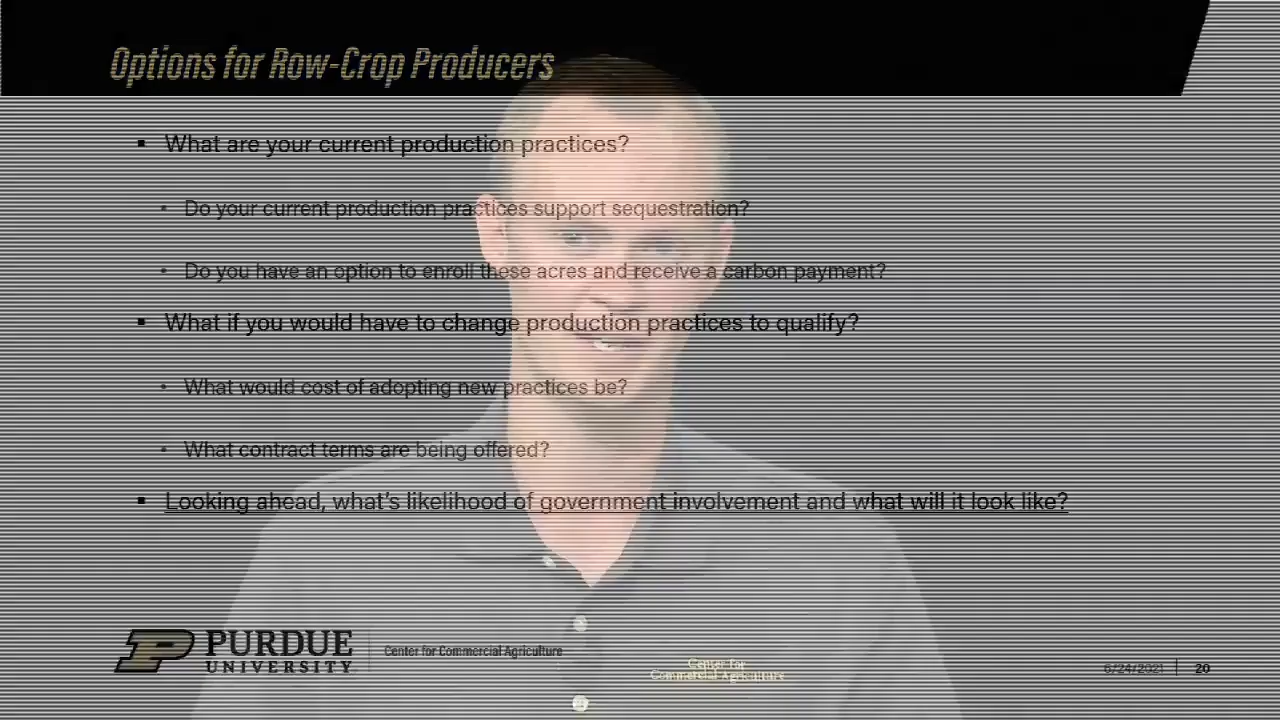 Options for Row-Crop Producers
▪ What are your current production practices?
• Do your current production practices support sequestration?
• Do you have an option to enroll these acres and receive a carbon payment?
▪ What if you would have to change production practices to qualify?
• What would cost of adopting new practices be?
• What contract terms are being offered?
▪ Looking ahead, what's likelihood of government involvement and what will it look like?
PURDUE
UNIVERSITY
Center for Commercial Agriculture
Center for
Commercial Agriculture
6/24/2021 | 20